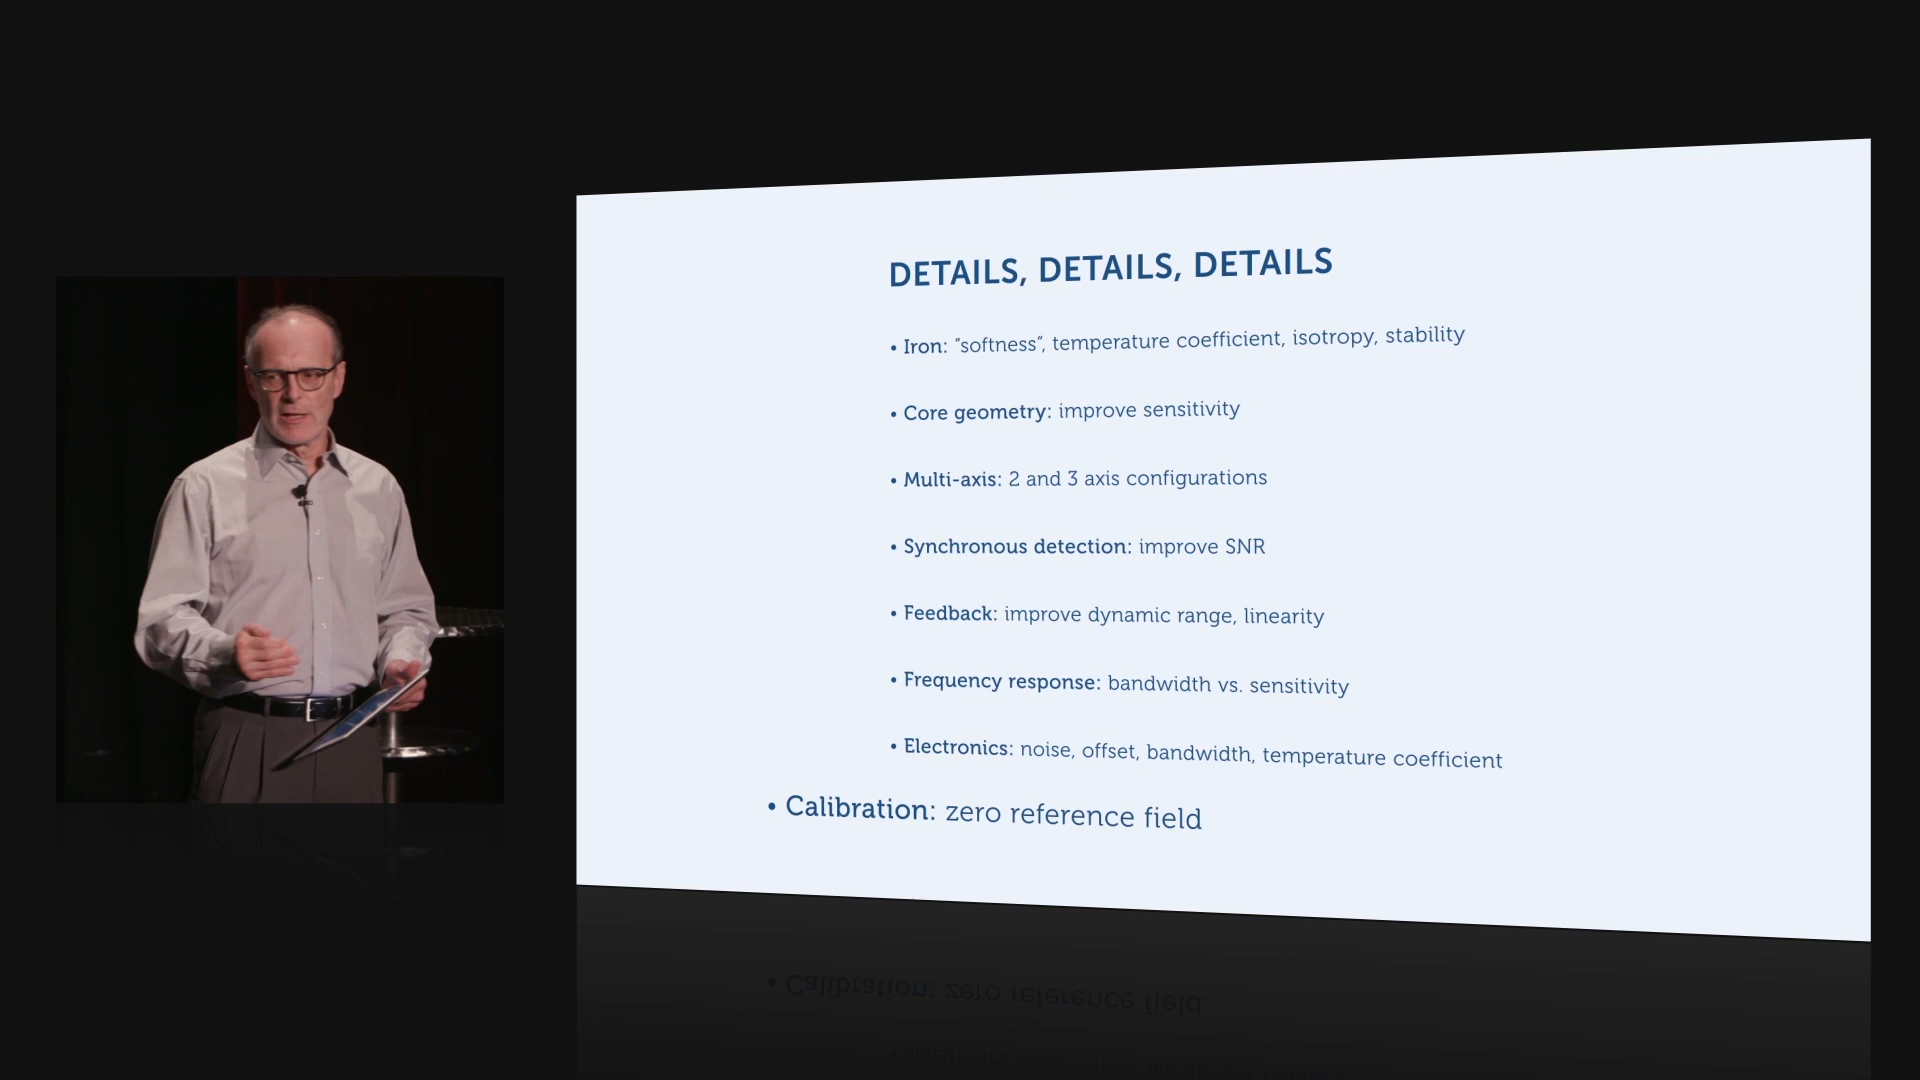 DETAILS, DETAILS, DETAILS
• Iron: “softness”, temperature coefficient, isotropy, stability
• Core geometry: improve sensitivity
• Multi-axis: 2 and 3 axis configurations
• Synchronous detection: improve SNR
• Feedback: improve dynamic range, linearity
• Frequency response: bandwidth vs. sensitivity
• Electronics: noise, offset, bandwidth, temperature coefficient
• Calibration: zero reference field